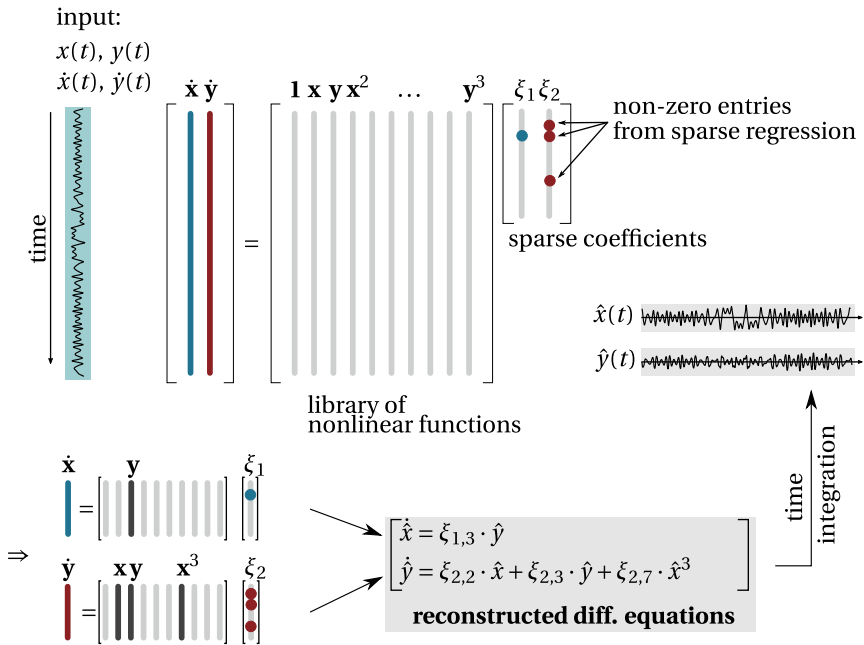 input:
x(t), y(t)
ẋ(t), ẏ(t)
time
ẋ ẏ
=
1 x y x² … y³
ξ₁ ξ₂
non-zero entries
from sparse regression
sparse coefficients
library of
nonlinear functions
x̂(t)
ŷ(t)
time
integration
⇒
ẋ = y ξ₁
ẏ = x y x³ ξ₂
x̂̇ = ξ₁,₃ · ŷ
ŷ̇ = ξ₂,₂ · x̂ + ξ₂,₃ · ŷ + ξ₂,₇ · x̂³
reconstructed diff. equations